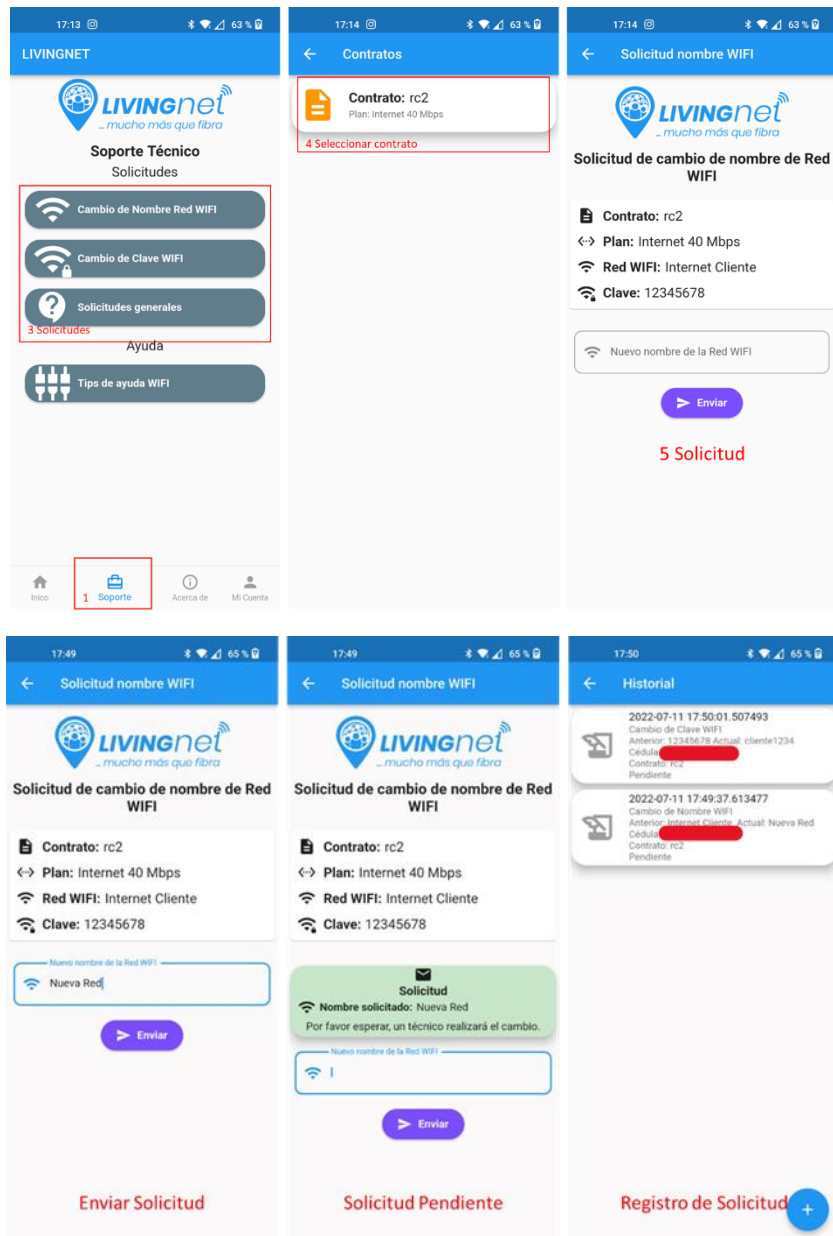 17:13 63 %
LIVINGNET
LIVINGnet
_ mucho más que fibra
Soporte Técnico
Solicitudes
Cambio de Nombre Red WIFI
Cambio de Clave WIFI
Solicitudes generales
3 Solicitudes
Ayuda
Tips de ayuda WIFI
Inico
1 Soporte
Acerca de
Mi Cuenta
17:14 63 %
Contratos
Contrato: rc2
Plan: Internet 40 Mbps
4 Seleccionar contrato
17:14 63 %
Solicitud nombre WIFI
LIVINGnet
_ mucho más que fibra
Solicitud de cambio de nombre de Red
WIFI
Contrato: rc2
Plan: Internet 40 Mbps
Red WIFI: Internet Cliente
Clave: 12345678
Nuevo nombre de la Red WIFI
Enviar
5 Solicitud
17:49 65 %
Solicitud nombre WIFI
LIVINGnet
_ mucho más que fibra
Solicitud de cambio de nombre de Red
WIFI
Contrato: rc2
Plan: Internet 40 Mbps
Red WIFI: Internet Cliente
Clave: 12345678
Nuevo nombre de la Red WIFI
Nueva Red
Enviar
Enviar Solicitud
17:49 65 %
Solicitud nombre WIFI
LIVINGnet
_ mucho más que fibra
Solicitud de cambio de nombre de Red
WIFI
Contrato: rc2
Plan: Internet 40 Mbps
Red WIFI: Internet Cliente
Clave: 12345678
Solicitud
Nombre solicitado: Nueva Red
Por favor esperar, un técnico realizará el cambio.
Nuevo nombre de la Red WIFI
Enviar
Solicitud Pendiente
17:50 65 %
Historial
2022-07-11 17:50:01.507493
Cambio de Clave WIFI
Anterior: 12345678 Actual: cliente1234
Cédula
Contrato: rc2
Pendiente
2022-07-11 17:49:37.613477
Cambio de Nombre WIFI
Anterior: Internet Cliente Actual: Nueva Red
Cédula
Contrato: rc2
Pendiente
Registro de Solicitud
+